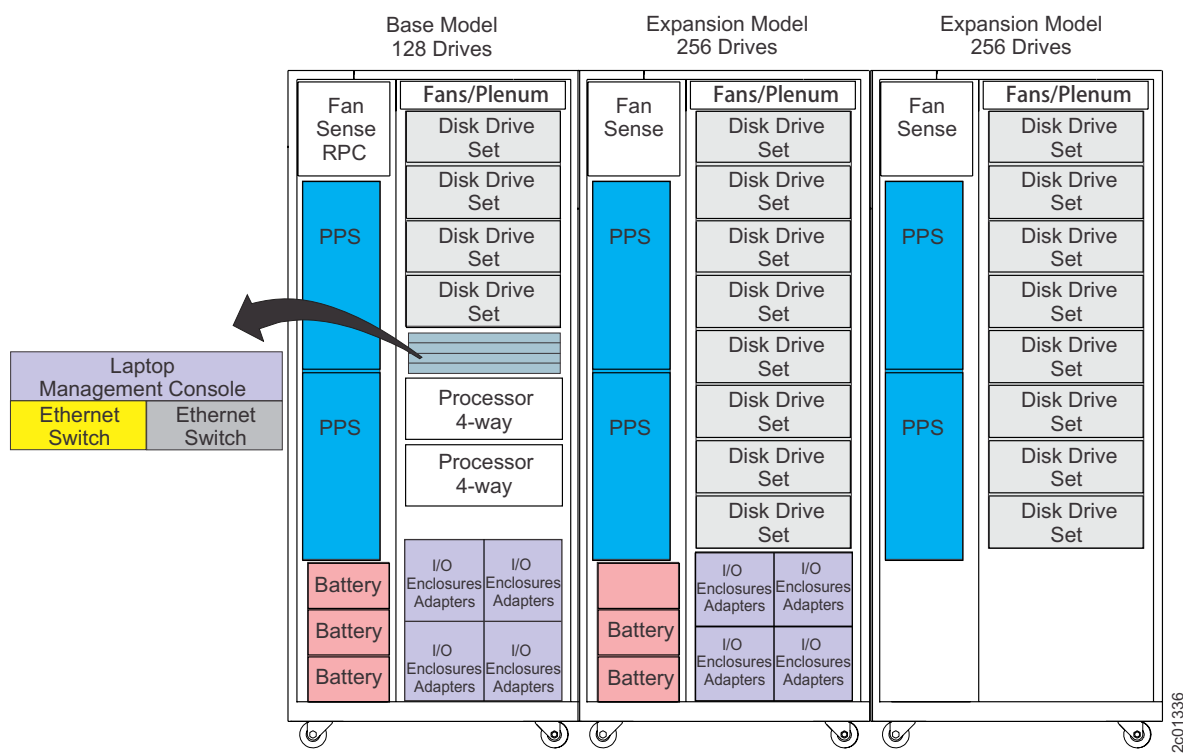 Base Model
128 Drives
Expansion Model
256 Drives
Expansion Model
256 Drives
Fan
Sense
RPC
PPS
PPS
Battery
Battery
Battery
Fans/Plenum
Disk Drive
Set
Disk Drive
Set
Disk Drive
Set
Disk Drive
Set
Processor
4-way
Processor
4-way
I/O
Enclosures
Adapters
I/O
Enclosures
Adapters
I/O
Enclosures
Adapters
I/O
Enclosures
Adapters
Laptop
Management Console
Ethernet
Switch
Ethernet
Switch
Fan
Sense
PPS
PPS
Battery
Battery
Fans/Plenum
Disk Drive
Set
Disk Drive
Set
Disk Drive
Set
Disk Drive
Set
Disk Drive
Set
Disk Drive
Set
Disk Drive
Set
Disk Drive
Set
I/O
Enclosures
Adapters
I/O
Enclosures
Adapters
I/O
Enclosures
Adapters
I/O
Enclosures
Adapters
Fan
Sense
PPS
PPS
Fans/Plenum
Disk Drive
Set
Disk Drive
Set
Disk Drive
Set
Disk Drive
Set
Disk Drive
Set
Disk Drive
Set
Disk Drive
Set
Disk Drive
Set
2c01336